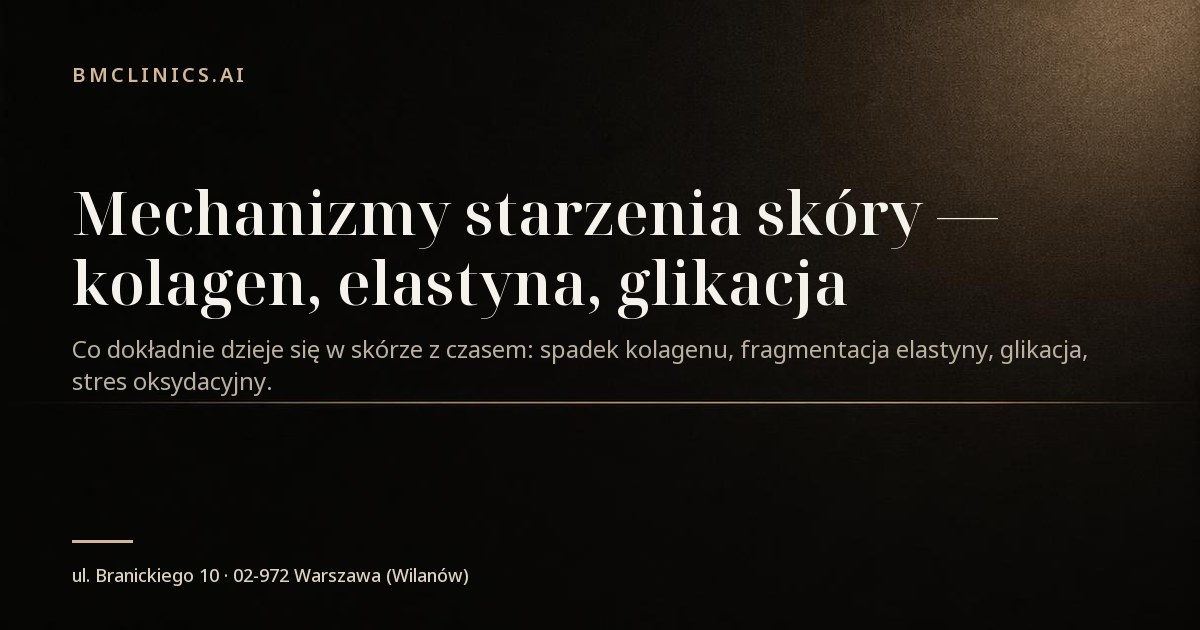 BMCLINICS.AI
Mechanizmy starzenia skóry —
kolagen, elastyna, glikacja
Co dokładnie dzieje się w skórze z czasem: spadek kolagenu, fragmentacja elastyny, glikacja,
stres oksydacyjny.
ul. Branickiego 10 · 02-972 Warszawa (Wilanów)